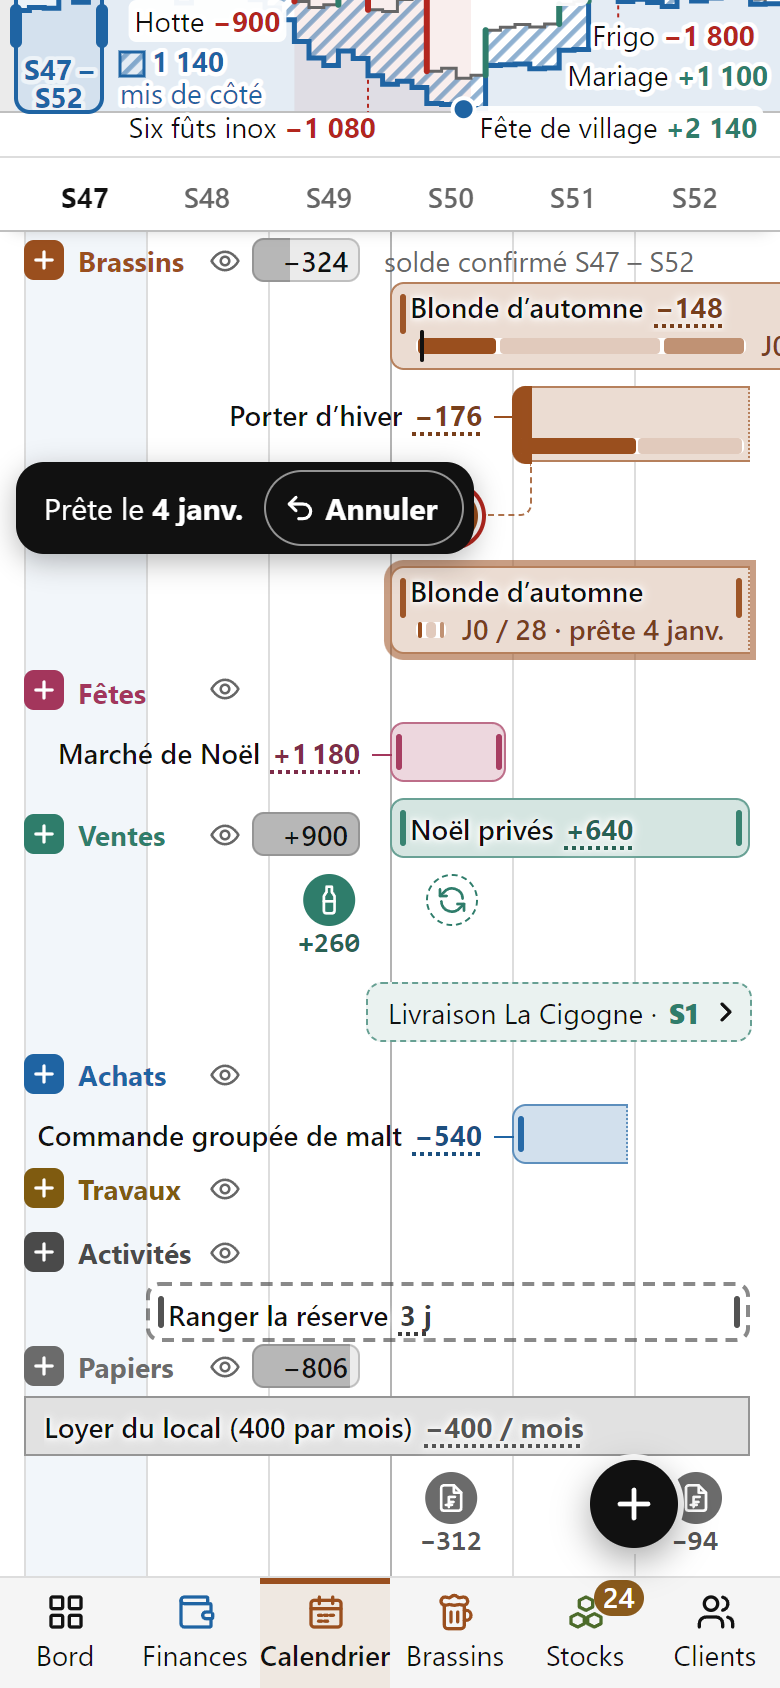 Hotte −900
Frigo −1 800
S47 – S52
1 140
mis de côté
Mariage +1 100
Six fûts inox −1 080
Fête de village +2 140
S47 S48 S49 S50 S51 S52
Brassins −324 solde confirmé S47 – S52
Blonde d’automne −148
Porter d’hiver −176
Prête le 4 janv. Annuler
Blonde d’automne
J0 / 28 · prête 4 janv.
Fêtes
Marché de Noël +1 180
Ventes +900 Noël privés +640
+260
Livraison La Cigogne · S1
Achats
Commande groupée de malt −540
Travaux
Activités
Ranger la réserve 3 j
Papiers −806
Loyer du local (400 par mois) −400 / mois
−312 −94
24
Bord Finances Calendrier Brassins Stocks Clients